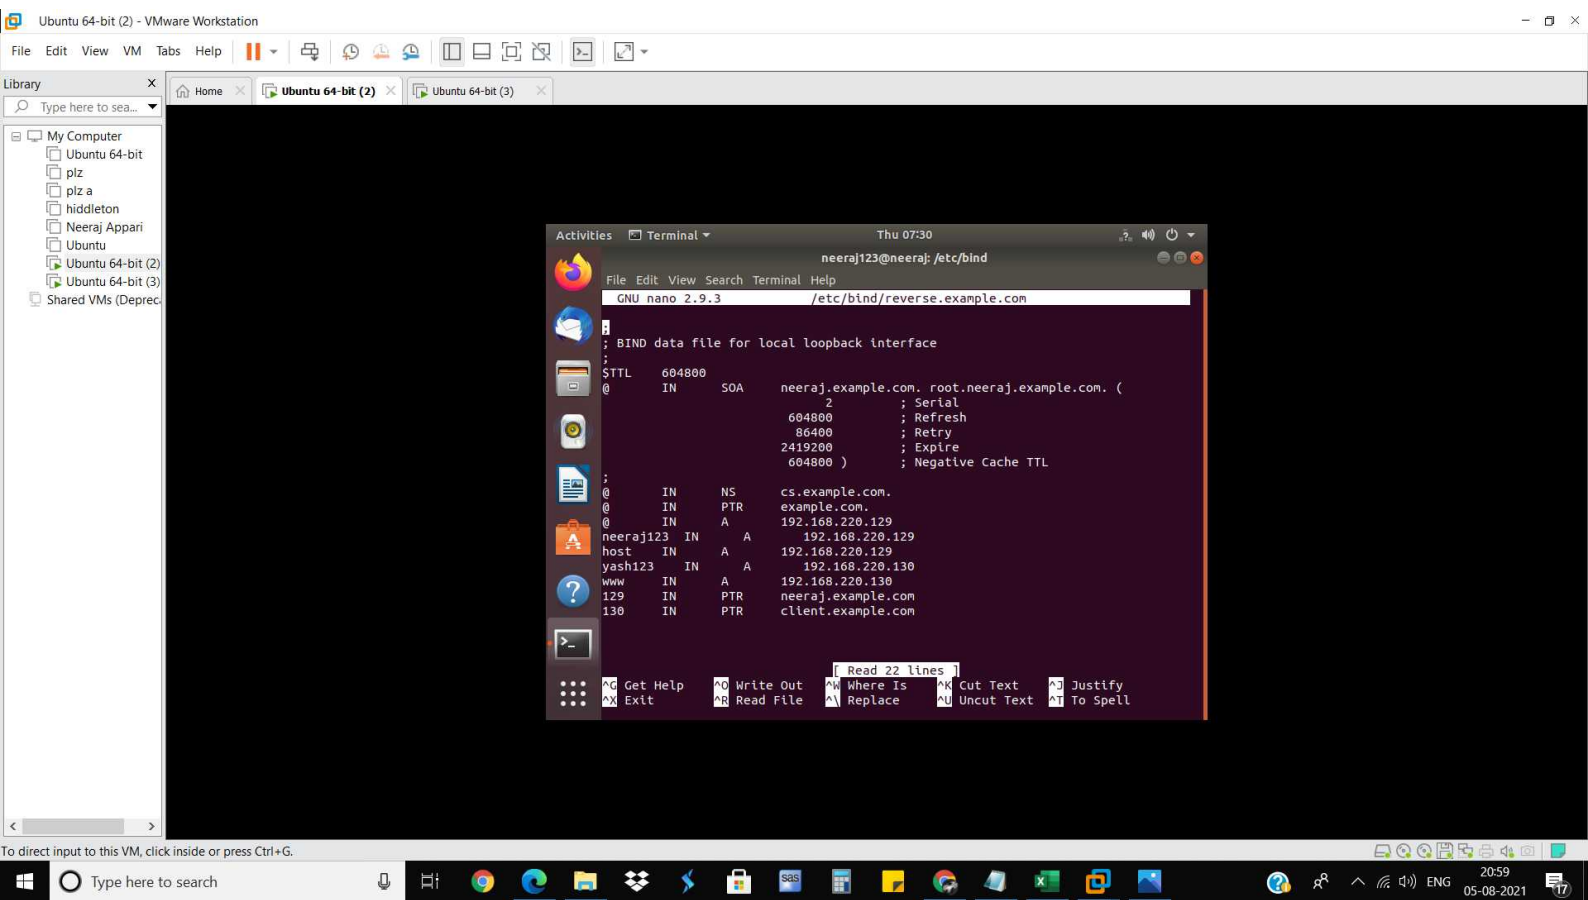 Ubuntu 64-bit (2) - VMware Workstation
File Edit View VM Tabs Help
Library X
Home Ubuntu 64-bit (2) Ubuntu 64-bit (3)
Type here to sea...
My Computer
Ubuntu 64-bit
plz
plz a
hiddleton
Neeraj Appari
Ubuntu
Ubuntu 64-bit (2)
Ubuntu 64-bit (3)
Shared VMs (Deprec
Activities Terminal Thu 07:30
neeraj123@neeraj: /etc/bind
File Edit View Search Terminal Help
GNU nano 2.9.3 /etc/bind/reverse.example.com
;
; BIND data file for local loopback interface
;
$TTL 604800
@ IN SOA neeraj.example.com. root.neeraj.example.com. (
2 ; Serial
604800 ; Refresh
86400 ; Retry
2419200 ; Expire
604800 ) ; Negative Cache TTL
;
@ IN NS cs.example.com.
@ IN PTR example.com.
@ IN A 192.168.220.129
neeraj123 IN A 192.168.220.129
host IN A 192.168.220.129
yash123 IN A 192.168.220.130
www IN A 192.168.220.130
129 IN PTR neeraj.example.com
130 IN PTR client.example.com
[ Read 22 lines ]
^G Get Help ^O Write Out ^W Where Is ^K Cut Text ^J Justify
^X Exit ^R Read File ^\ Replace ^U Uncut Text ^T To Spell
To direct input to this VM, click inside or press Ctrl+G.
Type here to search
sas
ENG
20:59
05-08-2021
17